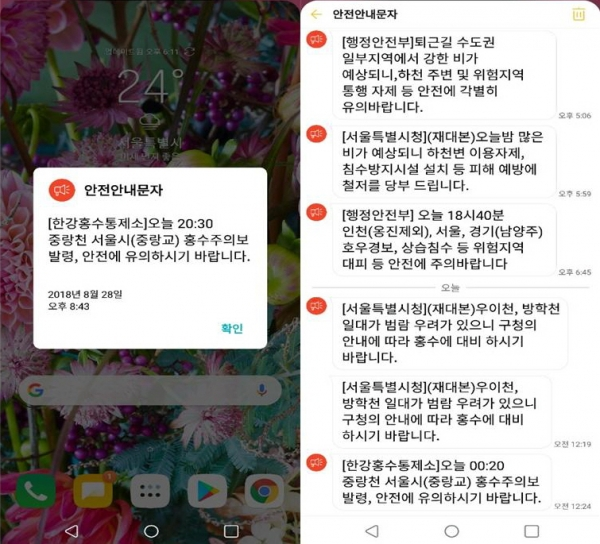 업데이트됨 오후 6:11
24°
서울특별시
안전안내문자
[한강홍수통제소]오늘 20:30
중랑천 서울시(중랑교) 홍수주의보
발령, 안전에 유의하시기 바랍니다.
2018년 8월 28일
오후 8:43
확인
1
안전안내문자
[행정안전부]퇴근길 수도권
일부지역에서 강한 비가
예상되니,하천 주변 및 위험지역
통행 자제 등 안전에 각별히
유의바랍니다.
오후 5:06
[서울특별시청](재대본)오늘밤 많은
비가 예상되니 하천변 이용자제,
침수방지시설 설치 등 피해 예방에
철저를 당부 드립니다.
오후 5:59
[행정안전부] 오늘 18시40분
인천(옹진제외), 서울, 경기(남양주)
호우경보, 상습침수 등 위험지역
대피 등 안전에 주의바랍니다
오후 6:45
오늘
[서울특별시청](재대본)우이천, 방학천
일대가 범람 우려가 있으니 구청의
안내에 따라 홍수에 대비 하시기
바랍니다.
[서울특별시청](재대본)우이천,
방학천 일대가 범람 우려가 있으니
구청의 안내에 따라 홍수에 대비
하시기 바랍니다.
오전 12:19
[한강홍수통제소]오늘 00:20
중랑천 서울시(중랑교) 홍수주의보
발령, 안전에 유의하시기 바랍니다.
오전 12:24